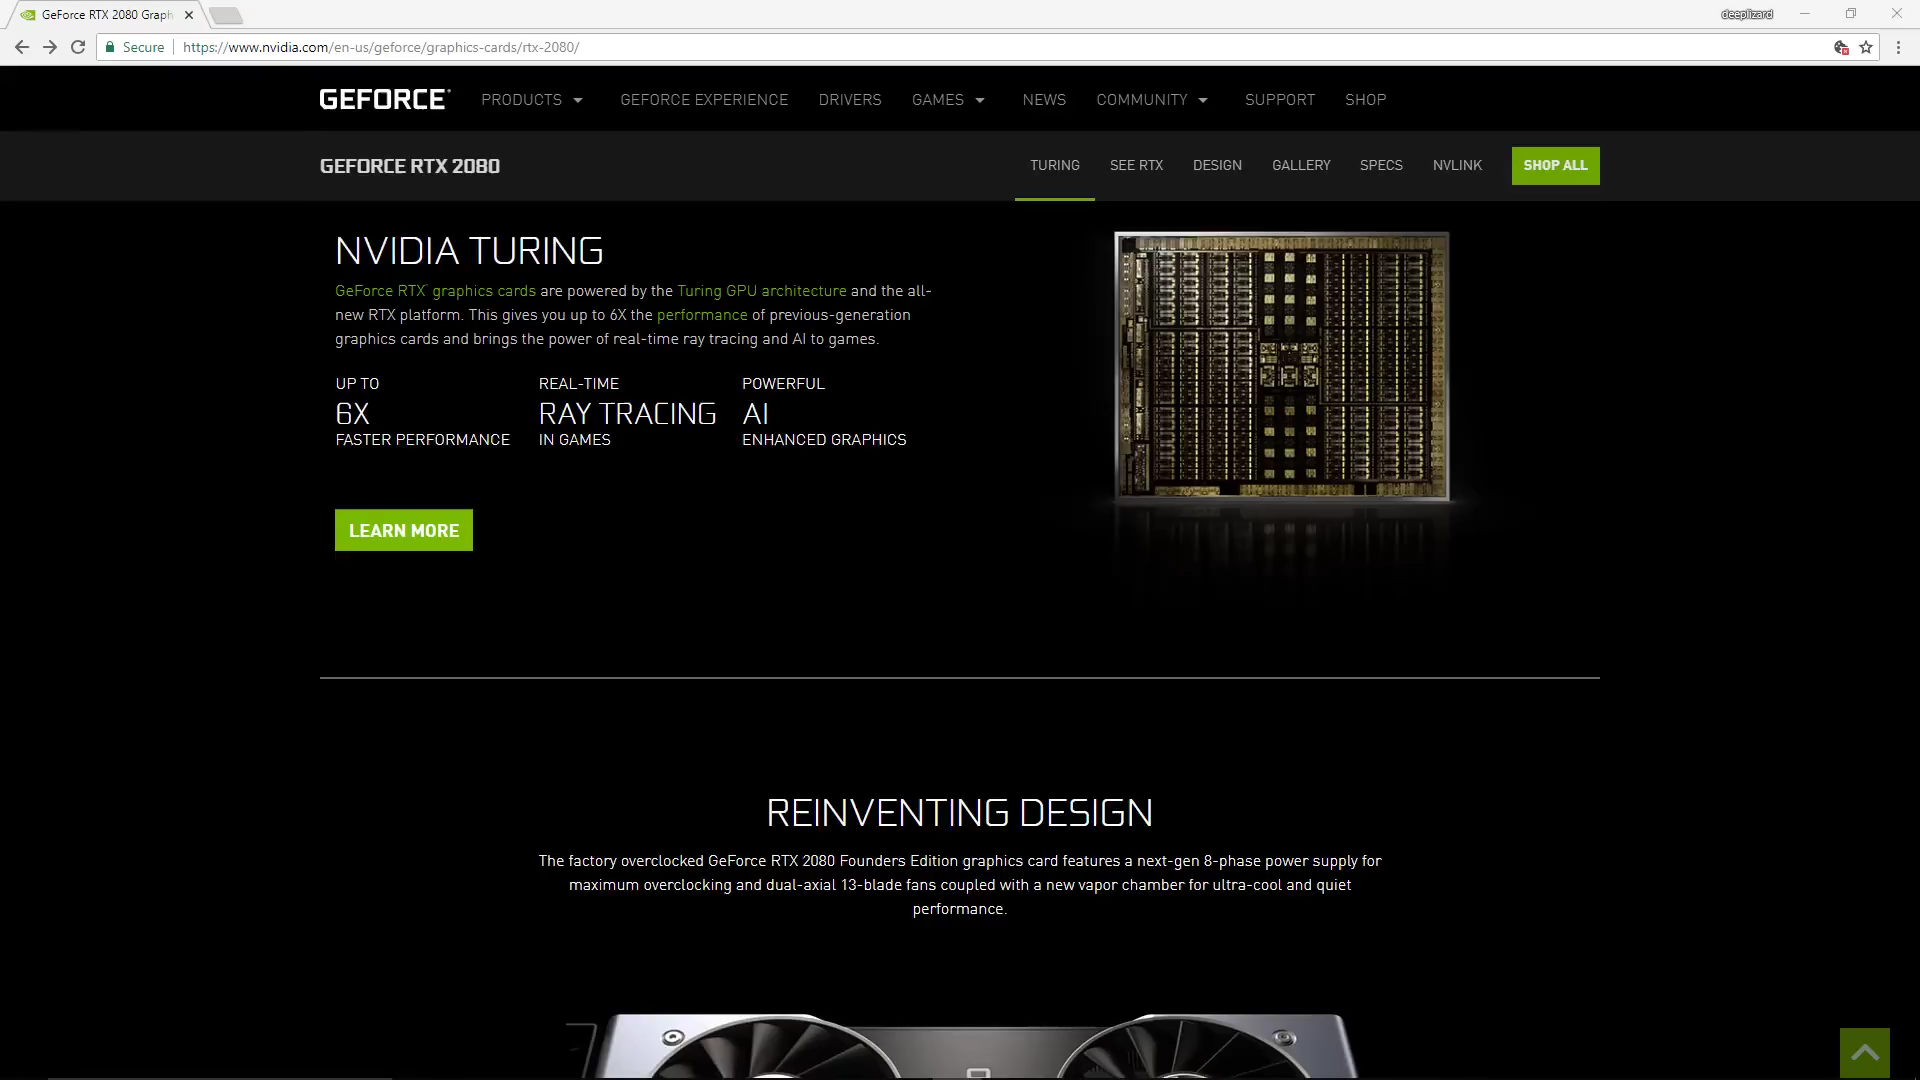 GeForce RTX 2080 Graph
deeplizard
Secure
https://www.nvidia.com/en-us/geforce/graphics-cards/rtx-2080/
GEFORCE PRODUCTS GEFORCE EXPERIENCE DRIVERS GAMES NEWS COMMUNITY SUPPORT SHOP
GEFORCE RTX 2080 TURING SEE RTX DESIGN GALLERY SPECS NVLINK SHOP ALL
NVIDIA TURING
GeForce RTX™ graphics cards are powered by the Turing GPU architecture and the all-
new RTX platform. This gives you up to 6X the performance of previous-generation
graphics cards and brings the power of real-time ray tracing and AI to games.
UP TO
6X
FASTER PERFORMANCE
REAL-TIME
RAY TRACING
IN GAMES
POWERFUL
AI
ENHANCED GRAPHICS
LEARN MORE
REINVENTING DESIGN
The factory overclocked GeForce RTX 2080 Founders Edition graphics card features a next-gen 8-phase power supply for
maximum overclocking and dual-axial 13-blade fans coupled with a new vapor chamber for ultra-cool and quiet
performance.